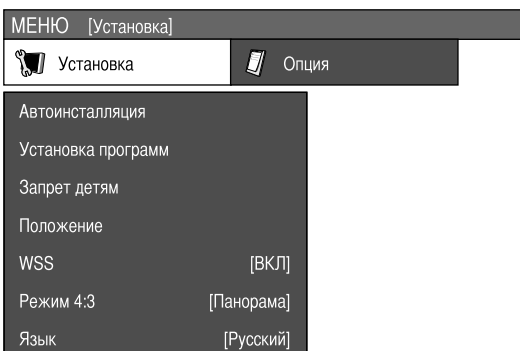 МЕНЮ [Установка]
Установка Опция
Автоинсталляция
Установка программ
Запрет детям
Положение
WSS [ВКЛ]
Режим 4:3 [Панорама]
Язык [Русский]